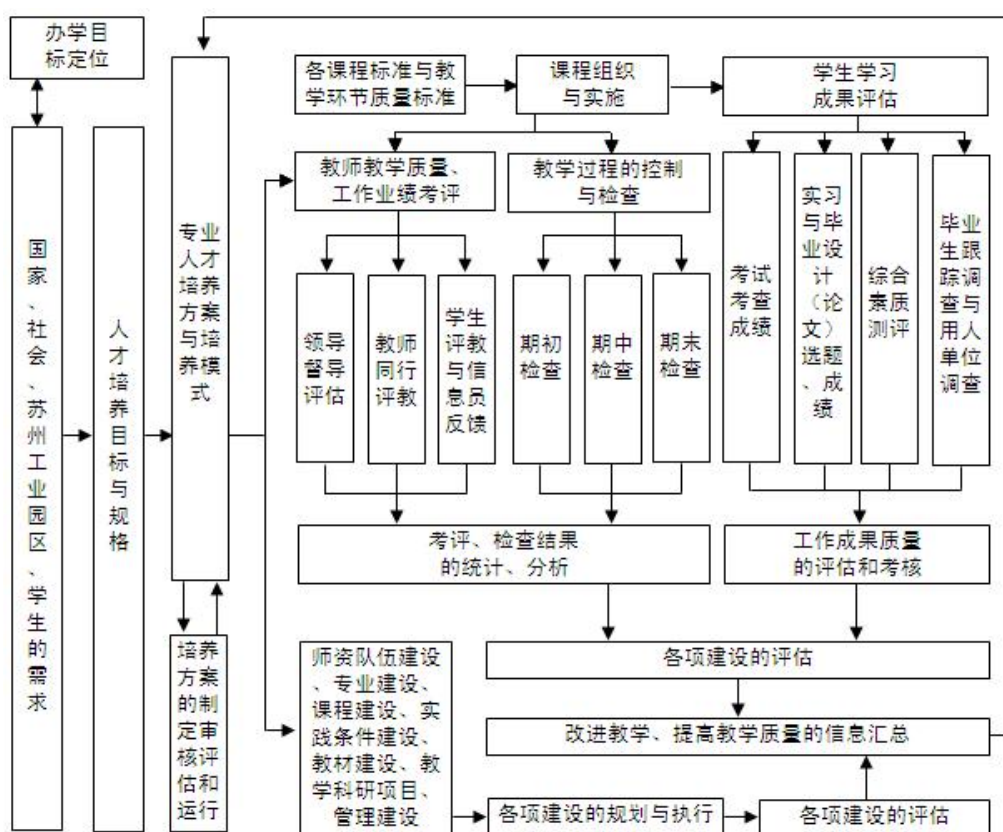 办学目
标定位
国
家
、
社
会
、
苏
州
工
业
园
区
、
学
生
的
需
求
人
才
培
养
目
标
与
规
格
专业
人才
培养
方案
与培
养模
式
培养
方案
的制
定审
核评
估和
运行
各课程标准与教
学环节质量标准
课程组织
与实施
学生学习
成果评估
教师教学质量、
工作业绩考评
教学过程的控制
与检查
领导
督导
评估
教师
同行
评教
学生
评教
与信
息员
反馈
期初
检查
期中
检查
期末
检查
考试
考查
成绩
实习
与毕
业设
计
（论
文）
选题
、成
绩
综合
素质
测评
毕业
生跟
踪调
查与
用人
单位
调查
考评、检查结果
的统计、分析
工作成果质量
的评估和考核
师资队伍建设
、专业建设、
课程建设、实
践条件建设、
教材建设、教
学科研项目、
管理建设
各项建设的评估
改进教学、提高教学质量的信息汇总
各项建设的规划与执行
各项建设的评估